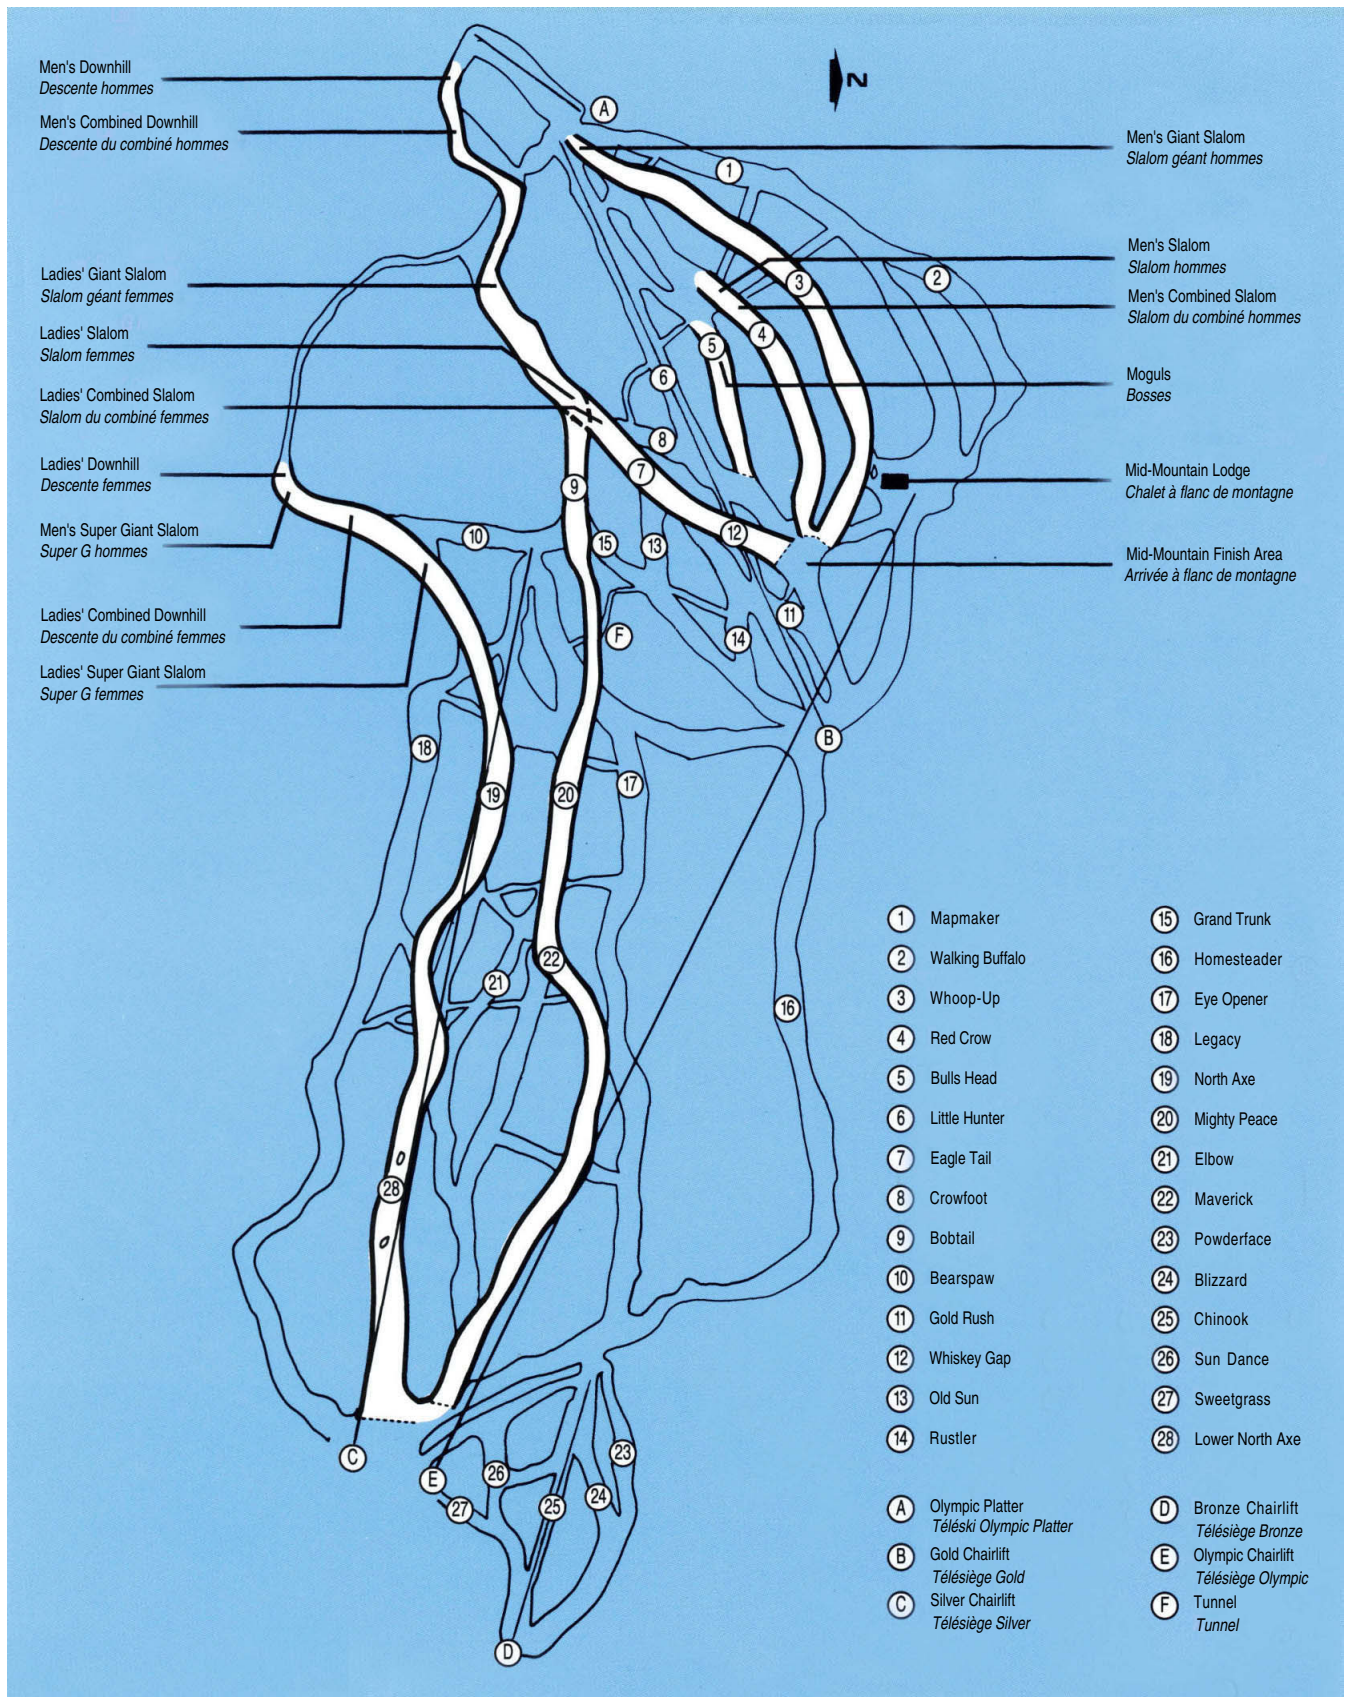 Men's Downhill
Descente hommes
Men's Combined Downhill
Descente du combiné hommes
Ladies' Giant Slalom
Slalom géant femmes
Ladies' Slalom
Slalom femmes
Ladies' Combined Slalom
Slalom du combiné femmes
Ladies' Downhill
Descente femmes
Men's Super Giant Slalom
Super G hommes
Ladies' Combined Downhill
Descente du combiné femmes
Ladies' Super Giant Slalom
Super G femmes
N
Men's Giant Slalom
Slalom géant hommes
Men's Slalom
Slalom hommes
Men's Combined Slalom
Slalom du combiné hommes
Moguls
Bosses
Mid-Mountain Lodge
Chalet à flanc de montagne
Mid-Mountain Finish Area
Arrivée à flanc de montagne
A
1
2
3
4
5
6
8
7
9
10
15
13
12
11
F
14
18
B
19
20
17
22
21
16
28
C
E
26
27
25
24
23
D
1 Mapmaker
2 Walking Buffalo
3 Whoop-Up
4 Red Crow
5 Bulls Head
6 Little Hunter
7 Eagle Tail
8 Crowfoot
9 Bobtail
10 Bearspaw
11 Gold Rush
12 Whiskey Gap
13 Old Sun
14 Rustler
15 Grand Trunk
16 Homesteader
17 Eye Opener
18 Legacy
19 North Axe
20 Mighty Peace
21 Elbow
22 Maverick
23 Powderface
24 Blizzard
25 Chinook
26 Sun Dance
27 Sweetgrass
28 Lower North Axe
A Olympic Platter
Téléski Olympic Platter
B Gold Chairlift
Télésiège Gold
C Silver Chairlift
Télésiège Silver
D Bronze Chairlift
Télésiège Bronze
E Olympic Chairlift
Télésiège Olympic
F Tunnel
Tunnel